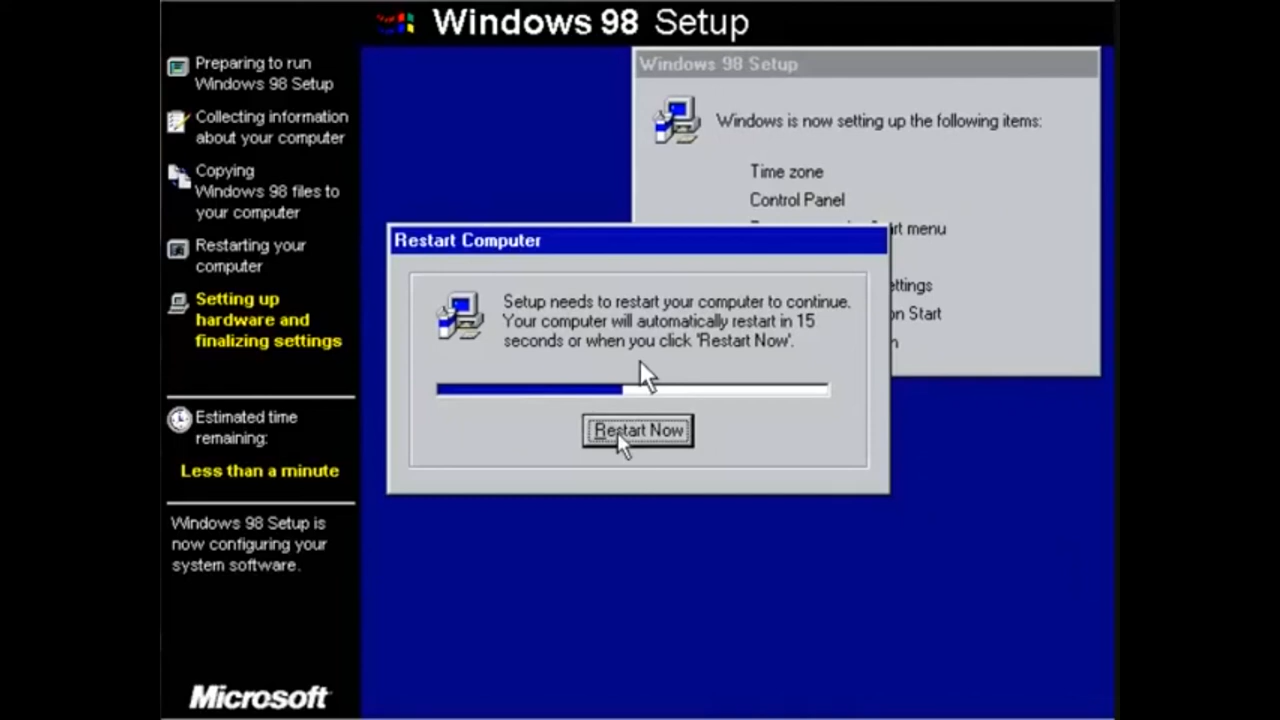 Windows 98 Setup
Preparing to run
Windows 98 Setup
Collecting information
about your computer
Copying
Windows 98 files to
your computer
Restarting your
computer
Setting up
hardware and
finalizing settings
Estimated time
remaining:
Less than a minute
Windows 98 Setup is
now configuring your
system software.
Microsoft
Windows 98 Setup
Windows is now setting up the following items:
Time zone
Control Panel
menu
Start
Restart Computer
Setup needs to restart your computer to continue.
Your computer will automatically restart in 15
seconds or when you click 'Restart Now'.
Restart Now